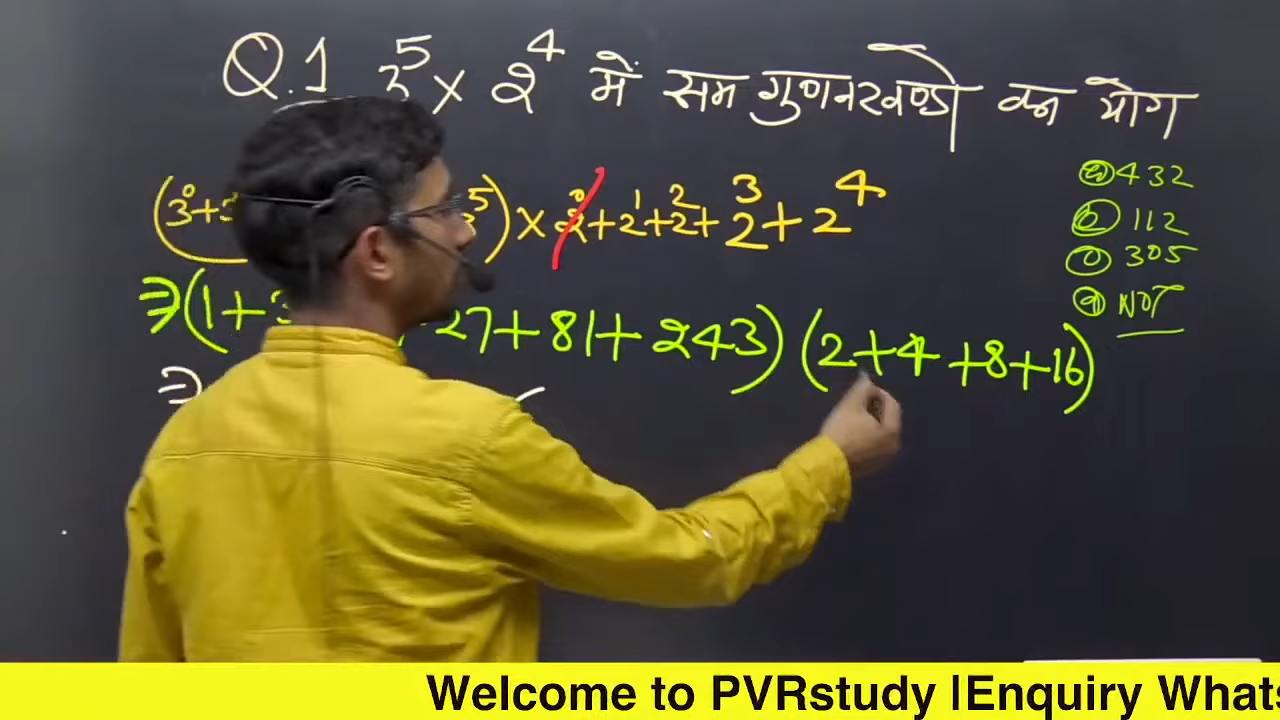 Q.1 3⁵ × 2⁴ में सम गुणनखण्डो का योग
(3⁰+3 5) × 2⁰+2¹+2²+2³+2⁴
ⓐ 432
ⓑ 112
ⓒ 305
ⓓ NOT
⇒(1+3 27+81+243) (2+4+8+16)
⇒
Welcome to PVRstudy |Enquiry Whats